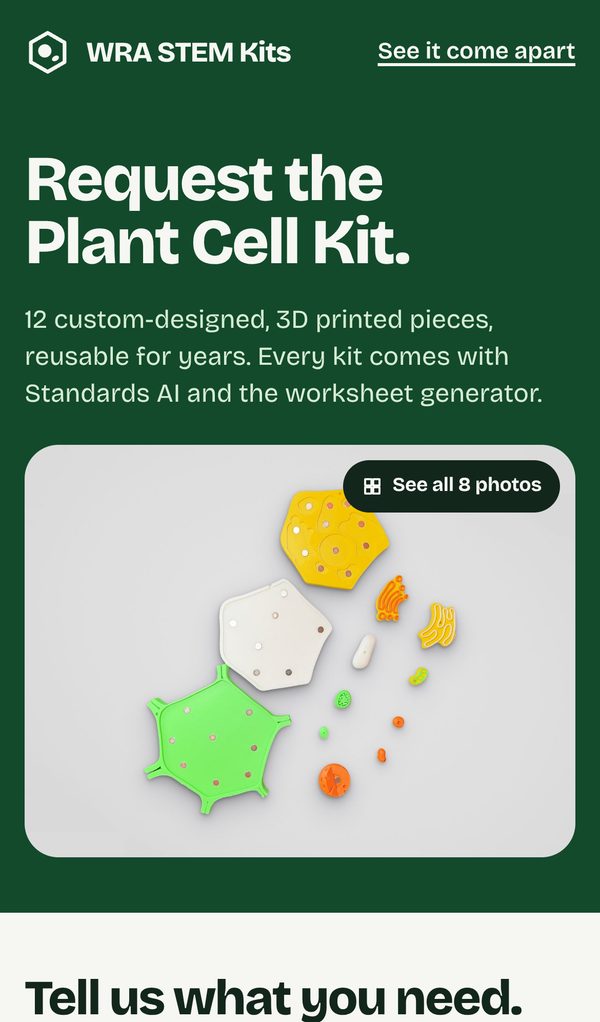 WRA STEM Kits
See it come apart
Request the
Plant Cell Kit.
12 custom-designed, 3D printed pieces,
reusable for years. Every kit comes with
Standards AI and the worksheet generator.
See all 8 photos
Tell us what you need.